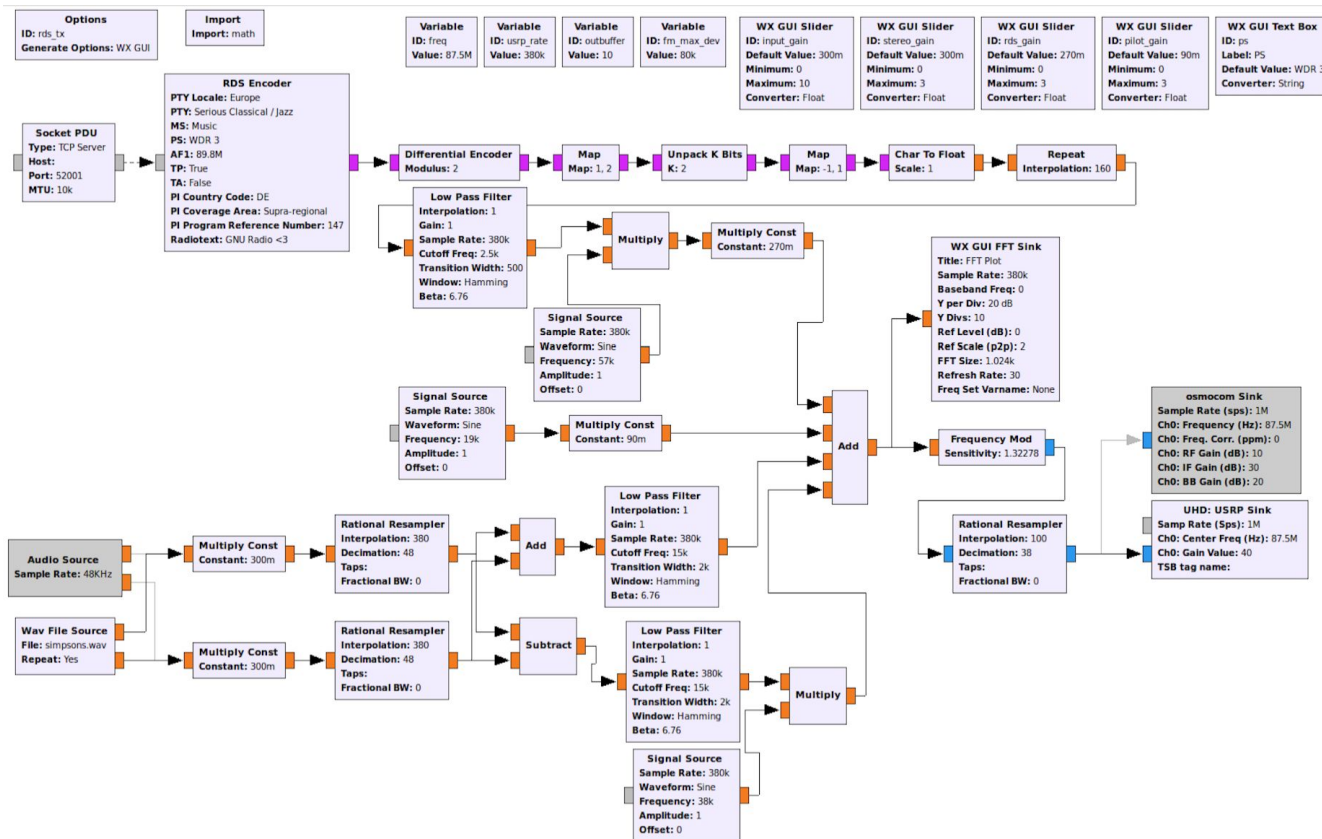 Options
ID: rds_tx
Generate Options: WX GUI
Import
Import: math
Variable
ID: freq
Value: 87.5M
Variable
ID: usrp_rate
Value: 380k
Variable
ID: outbuffer
Value: 10
Variable
ID: fm_max_dev
Value: 80k
WX GUI Slider
ID: input_gain
Default Value: 300m
Minimum: 0
Maximum: 10
Converter: Float
WX GUI Slider
ID: stereo_gain
Default Value: 300m
Minimum: 0
Maximum: 3
Converter: Float
WX GUI Slider
ID: rds_gain
Default Value: 270m
Minimum: 0
Maximum: 3
Converter: Float
WX GUI Slider
ID: pilot_gain
Default Value: 90m
Minimum: 0
Maximum: 3
Converter: Float
WX GUI Text Box
ID: ps
Label: PS
Default Value: WDR 3
Converter: String
Socket PDU
Type: TCP Server
Host:
Port: 52001
MTU: 10k
RDS Encoder
PTY Locale: Europe
PTY: Serious Classical / Jazz
MS: Music
PS: WDR 3
AF1: 89.8M
TP: True
TA: False
PI Country Code: DE
PI Coverage Area: Supra-regional
PI Program Reference Number: 147
Radiotext: GNU Radio <3
Differential Encoder
Modulus: 2
Map
Map: 1, 2
Unpack K Bits
K: 2
Map
Map: -1, 1
Char To Float
Scale: 1
Repeat
Interpolation: 160
Low Pass Filter
Interpolation: 1
Gain: 1
Sample Rate: 380k
Cutoff Freq: 2.5k
Transition Width: 500
Window: Hamming
Beta: 6.76
Multiply
Multiply Const
Constant: 270m
Signal Source
Sample Rate: 380k
Waveform: Sine
Frequency: 57k
Amplitude: 1
Offset: 0
WX GUI FFT Sink
Title: FFT Plot
Sample Rate: 380k
Baseband Freq: 0
Y per Div: 20 dB
Y Divs: 10
Ref Level (dB): 0
Ref Scale (p2p): 2
FFT Size: 1.024k
Refresh Rate: 30
Freq Set Varname: None
Signal Source
Sample Rate: 380k
Waveform: Sine
Frequency: 19k
Amplitude: 1
Offset: 0
Multiply Const
Constant: 90m
Add
Frequency Mod
Sensitivity: 1.32278
osmocom Sink
Sample Rate (sps): 1M
Ch0: Frequency (Hz): 87.5M
Ch0: Freq. Corr. (ppm): 0
Ch0: RF Gain (dB): 10
Ch0: IF Gain (dB): 30
Ch0: BB Gain (dB): 20
Audio Source
Sample Rate: 48KHz
Multiply Const
Constant: 300m
Rational Resampler
Interpolation: 380
Decimation: 48
Taps:
Fractional BW: 0
Add
Low Pass Filter
Interpolation: 1
Gain: 1
Sample Rate: 380k
Cutoff Freq: 15k
Transition Width: 2k
Window: Hamming
Beta: 6.76
Rational Resampler
Interpolation: 100
Decimation: 38
Taps:
Fractional BW: 0
UHD: USRP Sink
Samp Rate (Sps): 1M
Ch0: Center Freq (Hz): 87.5M
Ch0: Gain Value: 40
TSB tag name:
Wav File Source
File: simpsons.wav
Repeat: Yes
Multiply Const
Constant: 300m
Rational Resampler
Interpolation: 380
Decimation: 48
Taps:
Fractional BW: 0
Subtract
Low Pass Filter
Interpolation: 1
Gain: 1
Sample Rate: 380k
Cutoff Freq: 15k
Transition Width: 2k
Window: Hamming
Beta: 6.76
Multiply
Signal Source
Sample Rate: 380k
Waveform: Sine
Frequency: 38k
Amplitude: 1
Offset: 0